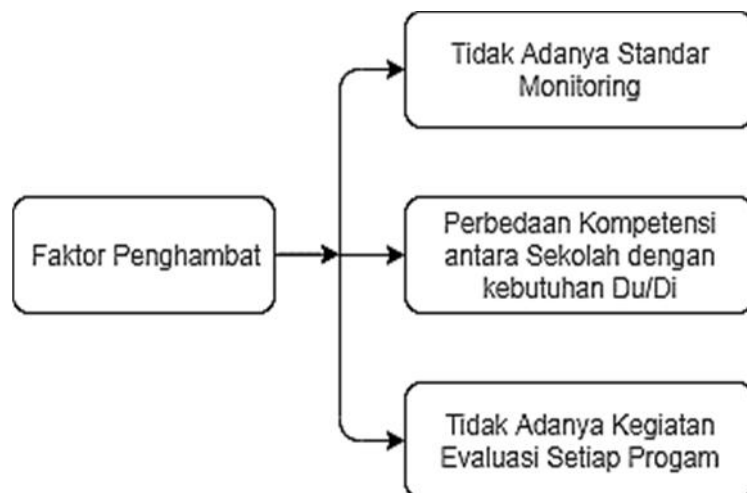 Tidak Adanya Standar
Monitoring
Faktor Penghambat
Perbedaan Kompetensi
antara Sekolah dengan
kebutuhan Du/Di
Tidak Adanya Kegiatan
Evaluasi Setiap Progam